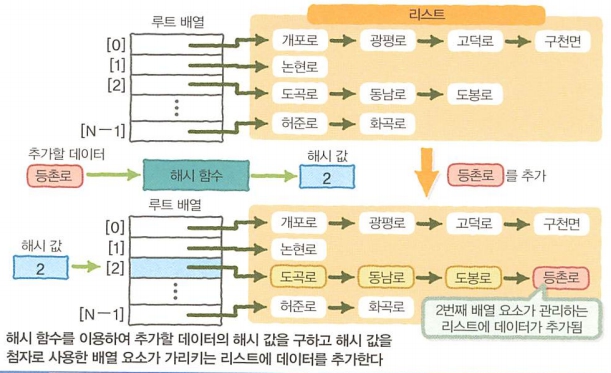 루트 배열
리스트
[0] 개포로 광평로 고덕로 구천면
[1] 논현로
[2] 도곡로 동남로 도봉로
[N-1] 허준로 화곡로
추가할 데이터
해시 값
등촌로 해시 함수 2 등촌로 를 추가
루트 배열
[0] 개포로 광평로 고덕로 구천면
해시 값
[1] 논현로
2 [2] 도곡로 동남로 도봉로 등촌로
[N-1] 허준로 화곡로
2번째 배열 요소가 관리하는
리스트에 데이터가 추가됨
해시 함수를 이용하여 추가할 데이터의 해시 값을 구하고 해시 값을
첨자로 사용한 배열 요소가 가리키는 리스트에 데이터를 추가한다